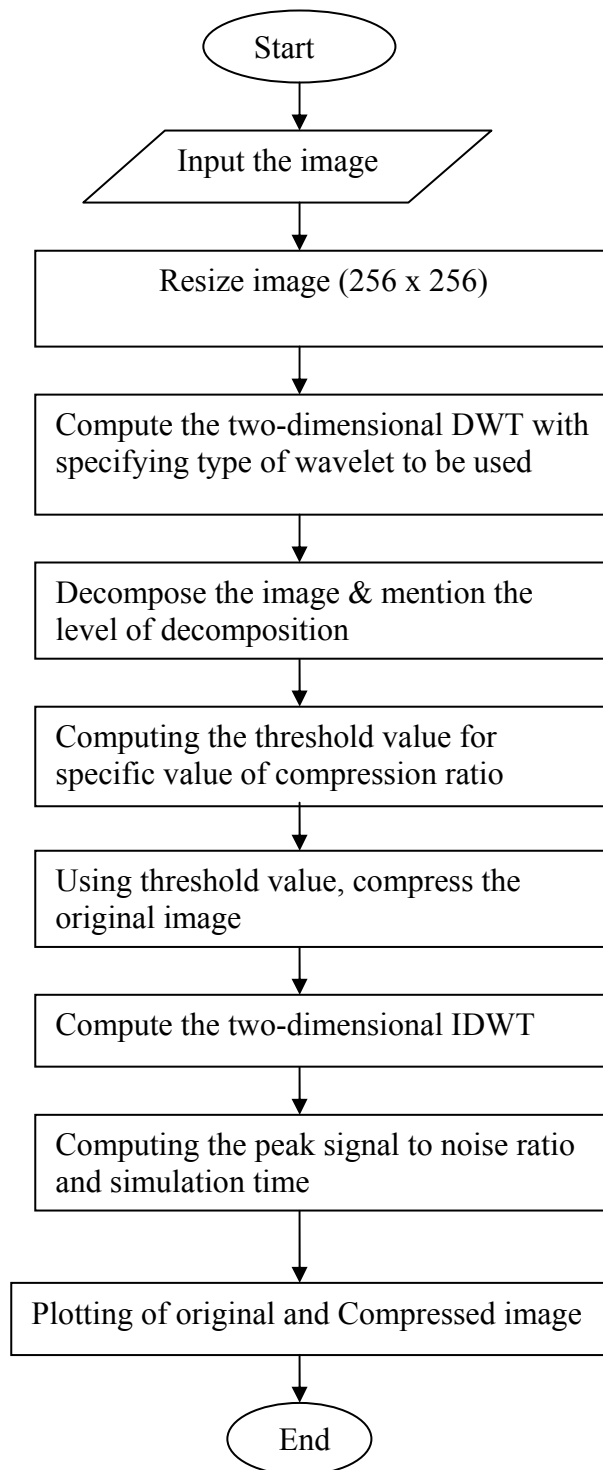 Start
Input the image
Resize image (256 x 256)
Compute the two-dimensional DWT with
specifying type of wavelet to be used
Decompose the image & mention the
level of decomposition
Computing the threshold value for
specific value of compression ratio
Using threshold value, compress the
original image
Compute the two-dimensional IDWT
Computing the peak signal to noise ratio
and simulation time
Plotting of original and Compressed image
End